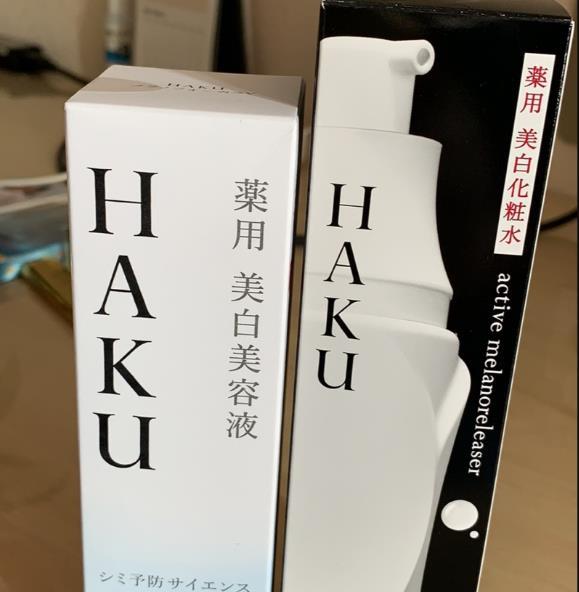 HAKU
HAKU
薬用 美白美容液
シミ予防サイエンス
HAKU
薬用 美白化粧水
active melanoreleaser